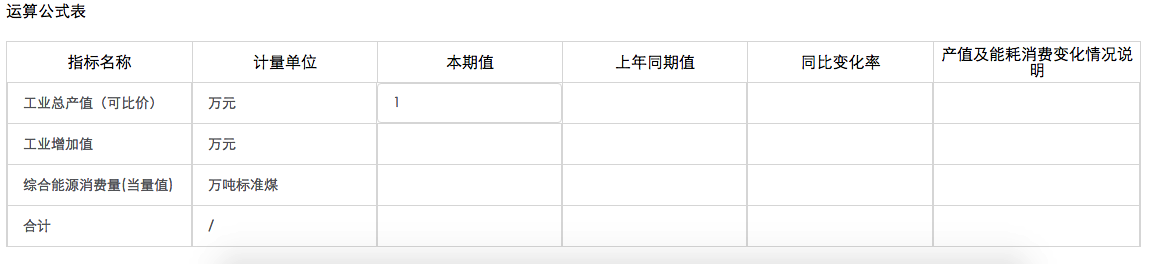 运算公式表
指标名称 计量单位 本期值 上年同期值 同比变化率 产值及能耗消费变化情况说
明
工业总产值（可比价） 万元 1
工业增加值 万元
综合能源消费量(当量值) 万吨标准煤
合计 /